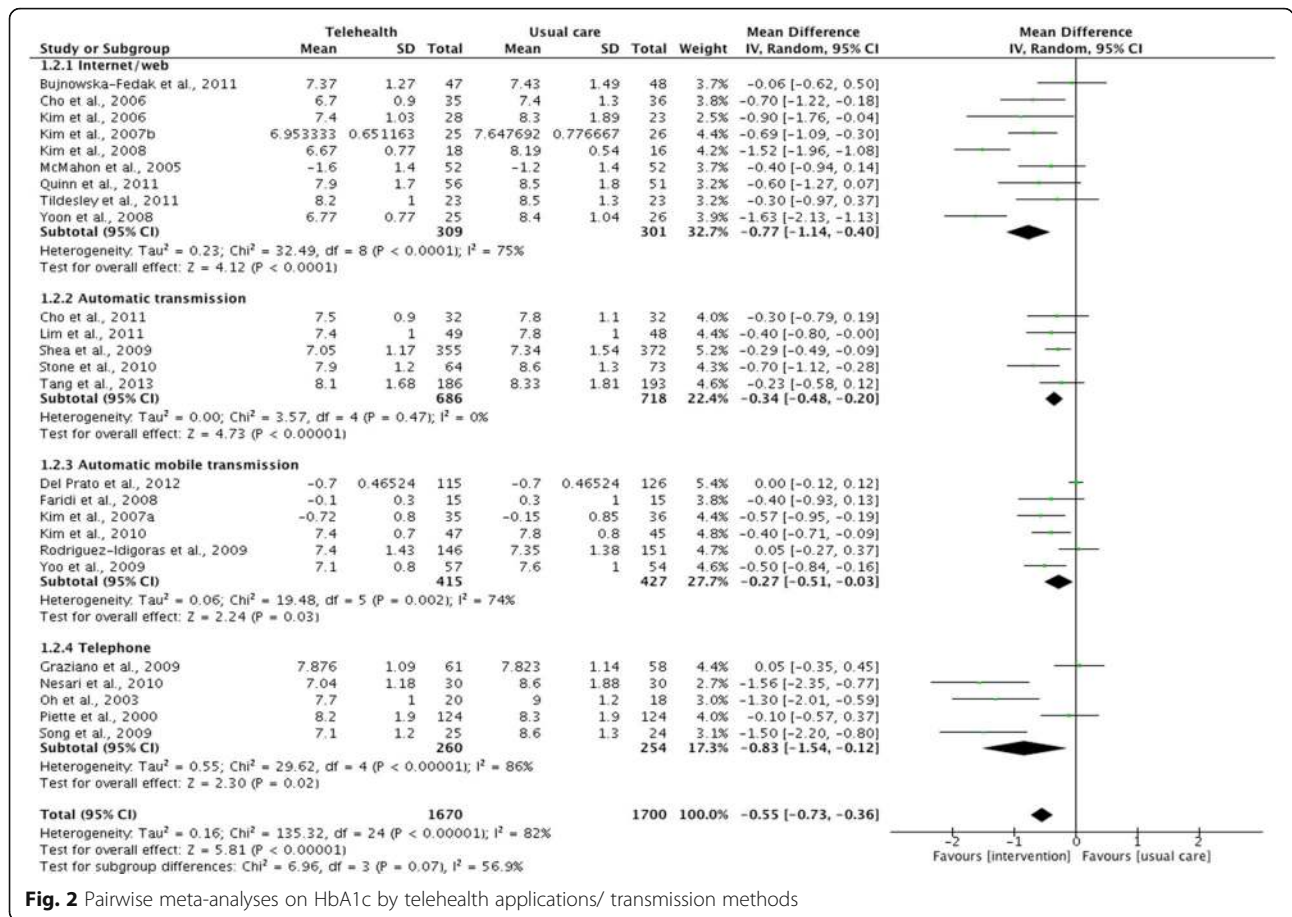 Telehealth Usual care Mean Difference Mean Difference
Study or Subgroup Mean SD Total Mean SD Total Weight IV, Random, 95% CI IV, Random, 95% CI
1.2.1 Internet/web
Bujnowska-Fedak et al., 2011 7.37 1.27 47 7.43 1.49 48 3.7% -0.06 [-0.62, 0.50]
Cho et al., 2006 6.7 0.9 35 7.4 1.3 36 3.8% -0.70 [-1.22, -0.18]
Kim et al., 2006 7.4 1.03 28 8.3 1.89 23 2.5% -0.90 [-1.76, -0.04]
Kim et al., 2007b 6.953333 0.651163 25 7.647692 0.776667 26 4.4% -0.69 [-1.09, -0.30]
Kim et al., 2008 6.67 0.77 18 8.19 0.54 16 4.2% -1.52 [-1.96, -1.08]
McMahon et al., 2005 -1.6 1.4 52 -1.2 1.4 52 3.7% -0.40 [-0.94, 0.14]
Quinn et al., 2011 7.9 1.7 56 8.5 1.8 51 3.2% -0.60 [-1.27, 0.07]
Tildesley et al., 2011 8.2 1 23 8.5 1.3 23 3.2% -0.30 [-0.97, 0.37]
Yoon et al., 2008 6.77 0.77 25 8.4 1.04 26 3.9% -1.63 [-2.13, -1.13]
Subtotal (95% CI) 309 301 32.7% -0.77 [-1.14, -0.40]
Heterogeneity: Tau² = 0.23; Chi² = 32.49, df = 8 (P < 0.0001); I² = 75%
Test for overall effect: Z = 4.12 (P < 0.0001)
1.2.2 Automatic transmission
Cho et al., 2011 7.5 0.9 32 7.8 1.1 32 4.0% -0.30 [-0.79, 0.19]
Lim et al., 2011 7.4 1 49 7.8 1 48 4.4% -0.40 [-0.80, -0.00]
Shea et al., 2009 7.05 1.17 355 7.34 1.54 372 5.2% -0.29 [-0.49, -0.09]
Stone et al., 2010 7.9 1.2 64 8.6 1.3 73 4.3% -0.70 [-1.12, -0.28]
Tang et al., 2013 8.1 1.68 186 8.33 1.81 193 4.6% -0.23 [-0.58, 0.12]
Subtotal (95% CI) 686 718 22.4% -0.34 [-0.48, -0.20]
Heterogeneity: Tau² = 0.00; Chi² = 3.57, df = 4 (P = 0.47); I² = 0%
Test for overall effect: Z = 4.73 (P < 0.00001)
1.2.3 Automatic mobile transmission
Del Prato et al., 2012 -0.7 0.46524 115 -0.7 0.46524 126 5.4% 0.00 [-0.12, 0.12]
Faridi et al., 2008 -0.1 0.3 15 0.3 1 15 3.8% -0.40 [-0.93, 0.13]
Kim et al., 2007a -0.72 0.8 35 -0.15 0.85 36 4.4% -0.57 [-0.95, -0.19]
Kim et al., 2010 7.4 0.7 47 7.8 0.8 45 4.8% -0.40 [-0.71, -0.09]
Rodriguez-Idigoras et al., 2009 7.4 1.43 146 7.35 1.38 151 4.7% 0.05 [-0.27, 0.37]
Yoo et al., 2009 7.1 0.8 57 7.6 1 54 4.6% -0.50 [-0.84, -0.16]
Subtotal (95% CI) 415 427 27.7% -0.27 [-0.51, -0.03]
Heterogeneity: Tau² = 0.06; Chi² = 19.48, df = 5 (P = 0.002); I² = 74%
Test for overall effect: Z = 2.24 (P = 0.03)
1.2.4 Telephone
Graziano et al., 2009 7.876 1.09 61 7.823 1.14 58 4.4% 0.05 [-0.35, 0.45]
Nesari et al., 2010 7.04 1.18 30 8.6 1.88 30 2.7% -1.56 [-2.35, -0.77]
Oh et al., 2003 7.7 1 20 9 1.2 18 3.0% -1.30 [-2.01, -0.59]
Piette et al., 2000 8.2 1.9 124 8.3 1.9 124 4.0% -0.10 [-0.57, 0.37]
Song et al., 2009 7.1 1.2 25 8.6 1.3 24 3.1% -1.50 [-2.20, -0.80]
Subtotal (95% CI) 260 254 17.3% -0.83 [-1.54, -0.12]
Heterogeneity: Tau² = 0.55; Chi² = 29.62, df = 4 (P < 0.00001); I² = 86%
Test for overall effect: Z = 2.30 (P = 0.02)
Total (95% CI) 1670 1700 100.0% -0.55 [-0.73, -0.36]
Heterogeneity: Tau² = 0.16; Chi² = 135.32, df = 24 (P < 0.00001); I² = 82%
Test for overall effect: Z = 5.81 (P < 0.00001)
Test for subgroup differences: Chi² = 6.96, df = 3 (P = 0.07), I² = 56.9%
-2 -1 0 1 2
Favours [intervention] Favours [usual care]
Fig. 2 Pairwise meta-analyses on HbA1c by telehealth applications/ transmission methods